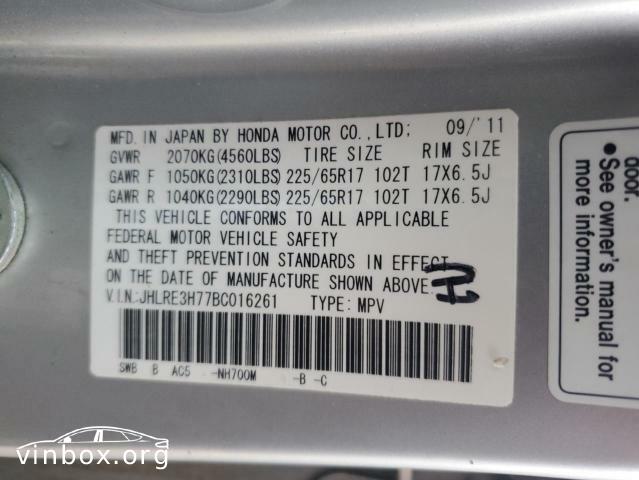 MFD. IN JAPAN BY HONDA MOTOR CO., LTD; 09/'11
GVWR 2070KG(4560LBS) TIRE SIZE RIM SIZE
GAWR F 1050KG(2310LBS) 225/65R17 102T 17X6.5J
GAWR R 1040KG(2290LBS) 225/65R17 102T 17X6.5J
THIS VEHICLE CONFORMS TO ALL APPLICABLE
FEDERAL MOTOR VEHICLE SAFETY
AND THEFT PREVENTION STANDARDS IN EFFECT
ON THE DATE OF MANUFACTURE SHOWN ABOVE.
V.I.N.:JHLRE3H77BC016261 TYPE: MPV
SWB B AC5 -NH700M -B -C
door.
● See owner's manual for
more information.
vinbox.org